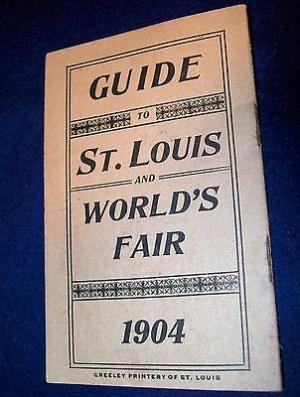 GUIDE
TO
ST. LOUIS
AND
WORLD'S
FAIR
1904
GREELEY PRINTERY OF ST. LOUIS